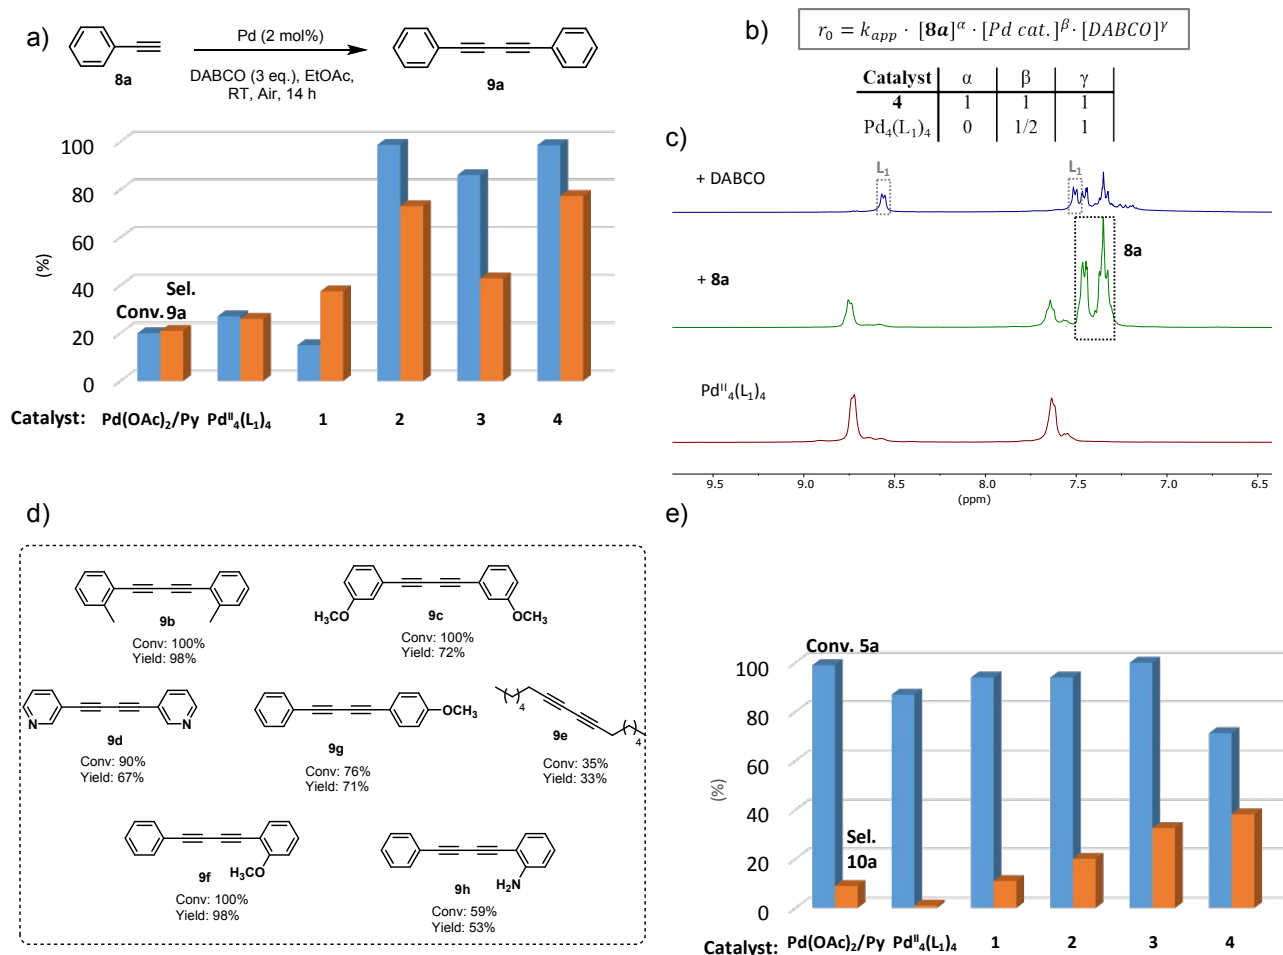 a)
8a
Pd (2 mol%)
DABCO (3 eq.), EtOAc,
RT, Air, 14 h
9a
100
80
60
40
20
0
(%)
Conv.
Sel.
9a
Catalyst: Pd(OAc)₂/Py Pdᴵᴵ₄(L₁)₄ 1 2 3 4
b)
r₀ = k_app · [8a]^α · [Pd cat.]^β · [DABCO]^γ
Catalyst α β γ
4 1 1 1
Pd₄(L₁)₄ 0 1/2 1
c)
+ DABCO
L₁
L₁
+ 8a
8a
Pdᴵᴵ₄(L₁)₄
9.5 9.0 8.5 8.0 7.5 7.0 6.5
(ppm)
d)
9b
Conv: 100%
Yield: 98%
H₃CO
OCH₃
9c
Conv: 100%
Yield: 72%
N
N
9d
Conv: 90%
Yield: 67%
OCH₃
9g
Conv: 76%
Yield: 71%
4
4
9e
Conv: 35%
Yield: 33%
H₃CO
9f
Conv: 100%
Yield: 98%
H₂N
9h
Conv: 59%
Yield: 53%
e)
100
80
60
40
20
0
(%)
Conv. 5a
Sel.
10a
Catalyst: Pd(OAc)₂/Py Pdᴵᴵ₄(L₁)₄ 1 2 3 4